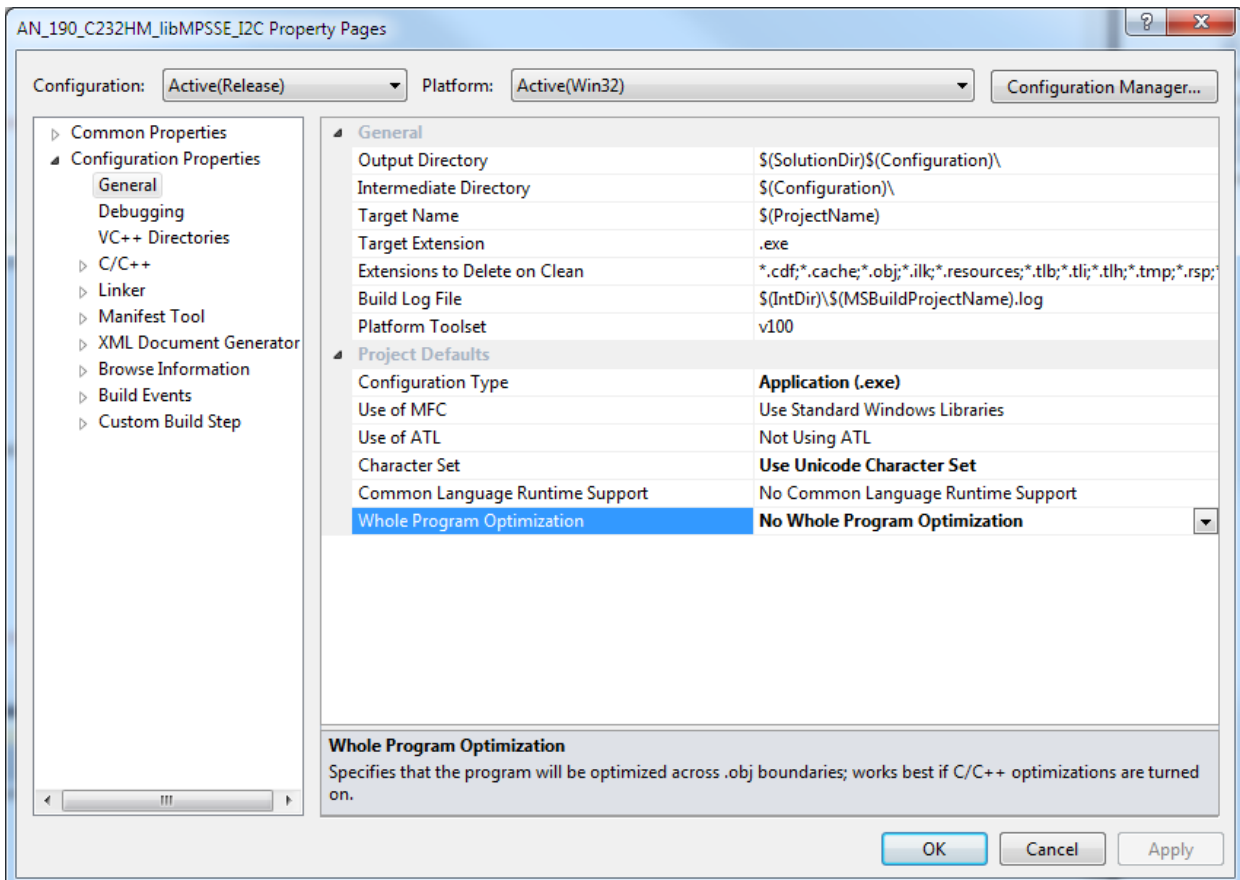 AN_190_C232HM_libMPSSE_I2C Property Pages
Configuration: Active(Release) Platform: Active(Win32) Configuration Manager...
Common Properties
Configuration Properties
General
Debugging
VC++ Directories
C/C++
Linker
Manifest Tool
XML Document Generator
Browse Information
Build Events
Custom Build Step
General
Output Directory $(SolutionDir)$(Configuration)\
Intermediate Directory $(Configuration)\
Target Name $(ProjectName)
Target Extension .exe
Extensions to Delete on Clean *.cdf;*.cache;*.obj;*.ilk;*.resources;*.tlb;*.tli;*.tlh;*.tmp;*.rsp;*
Build Log File $(IntDir)\$(MSBuildProjectName).log
Platform Toolset v100
Project Defaults
Configuration Type Application (.exe)
Use of MFC Use Standard Windows Libraries
Use of ATL Not Using ATL
Character Set Use Unicode Character Set
Common Language Runtime Support No Common Language Runtime Support
Whole Program Optimization No Whole Program Optimization
Whole Program Optimization
Specifies that the program will be optimized across .obj boundaries; works best if C/C++ optimizations are turned
on.
OK Cancel Apply